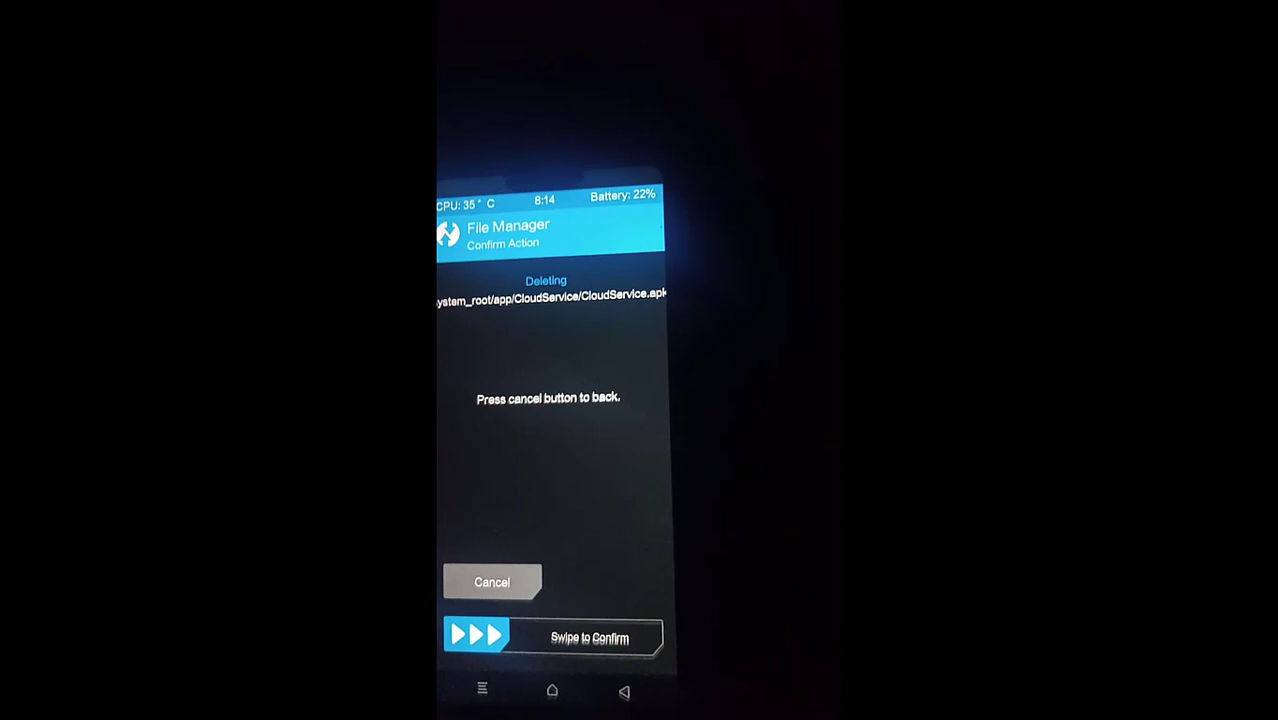 CPU: 35 ° C 8:14 Battery: 22%
File Manager
Confirm Action
Deleting
ystem_root/app/CloudService/CloudService.apk
Press cancel button to back.
Cancel
Swipe to Confirm